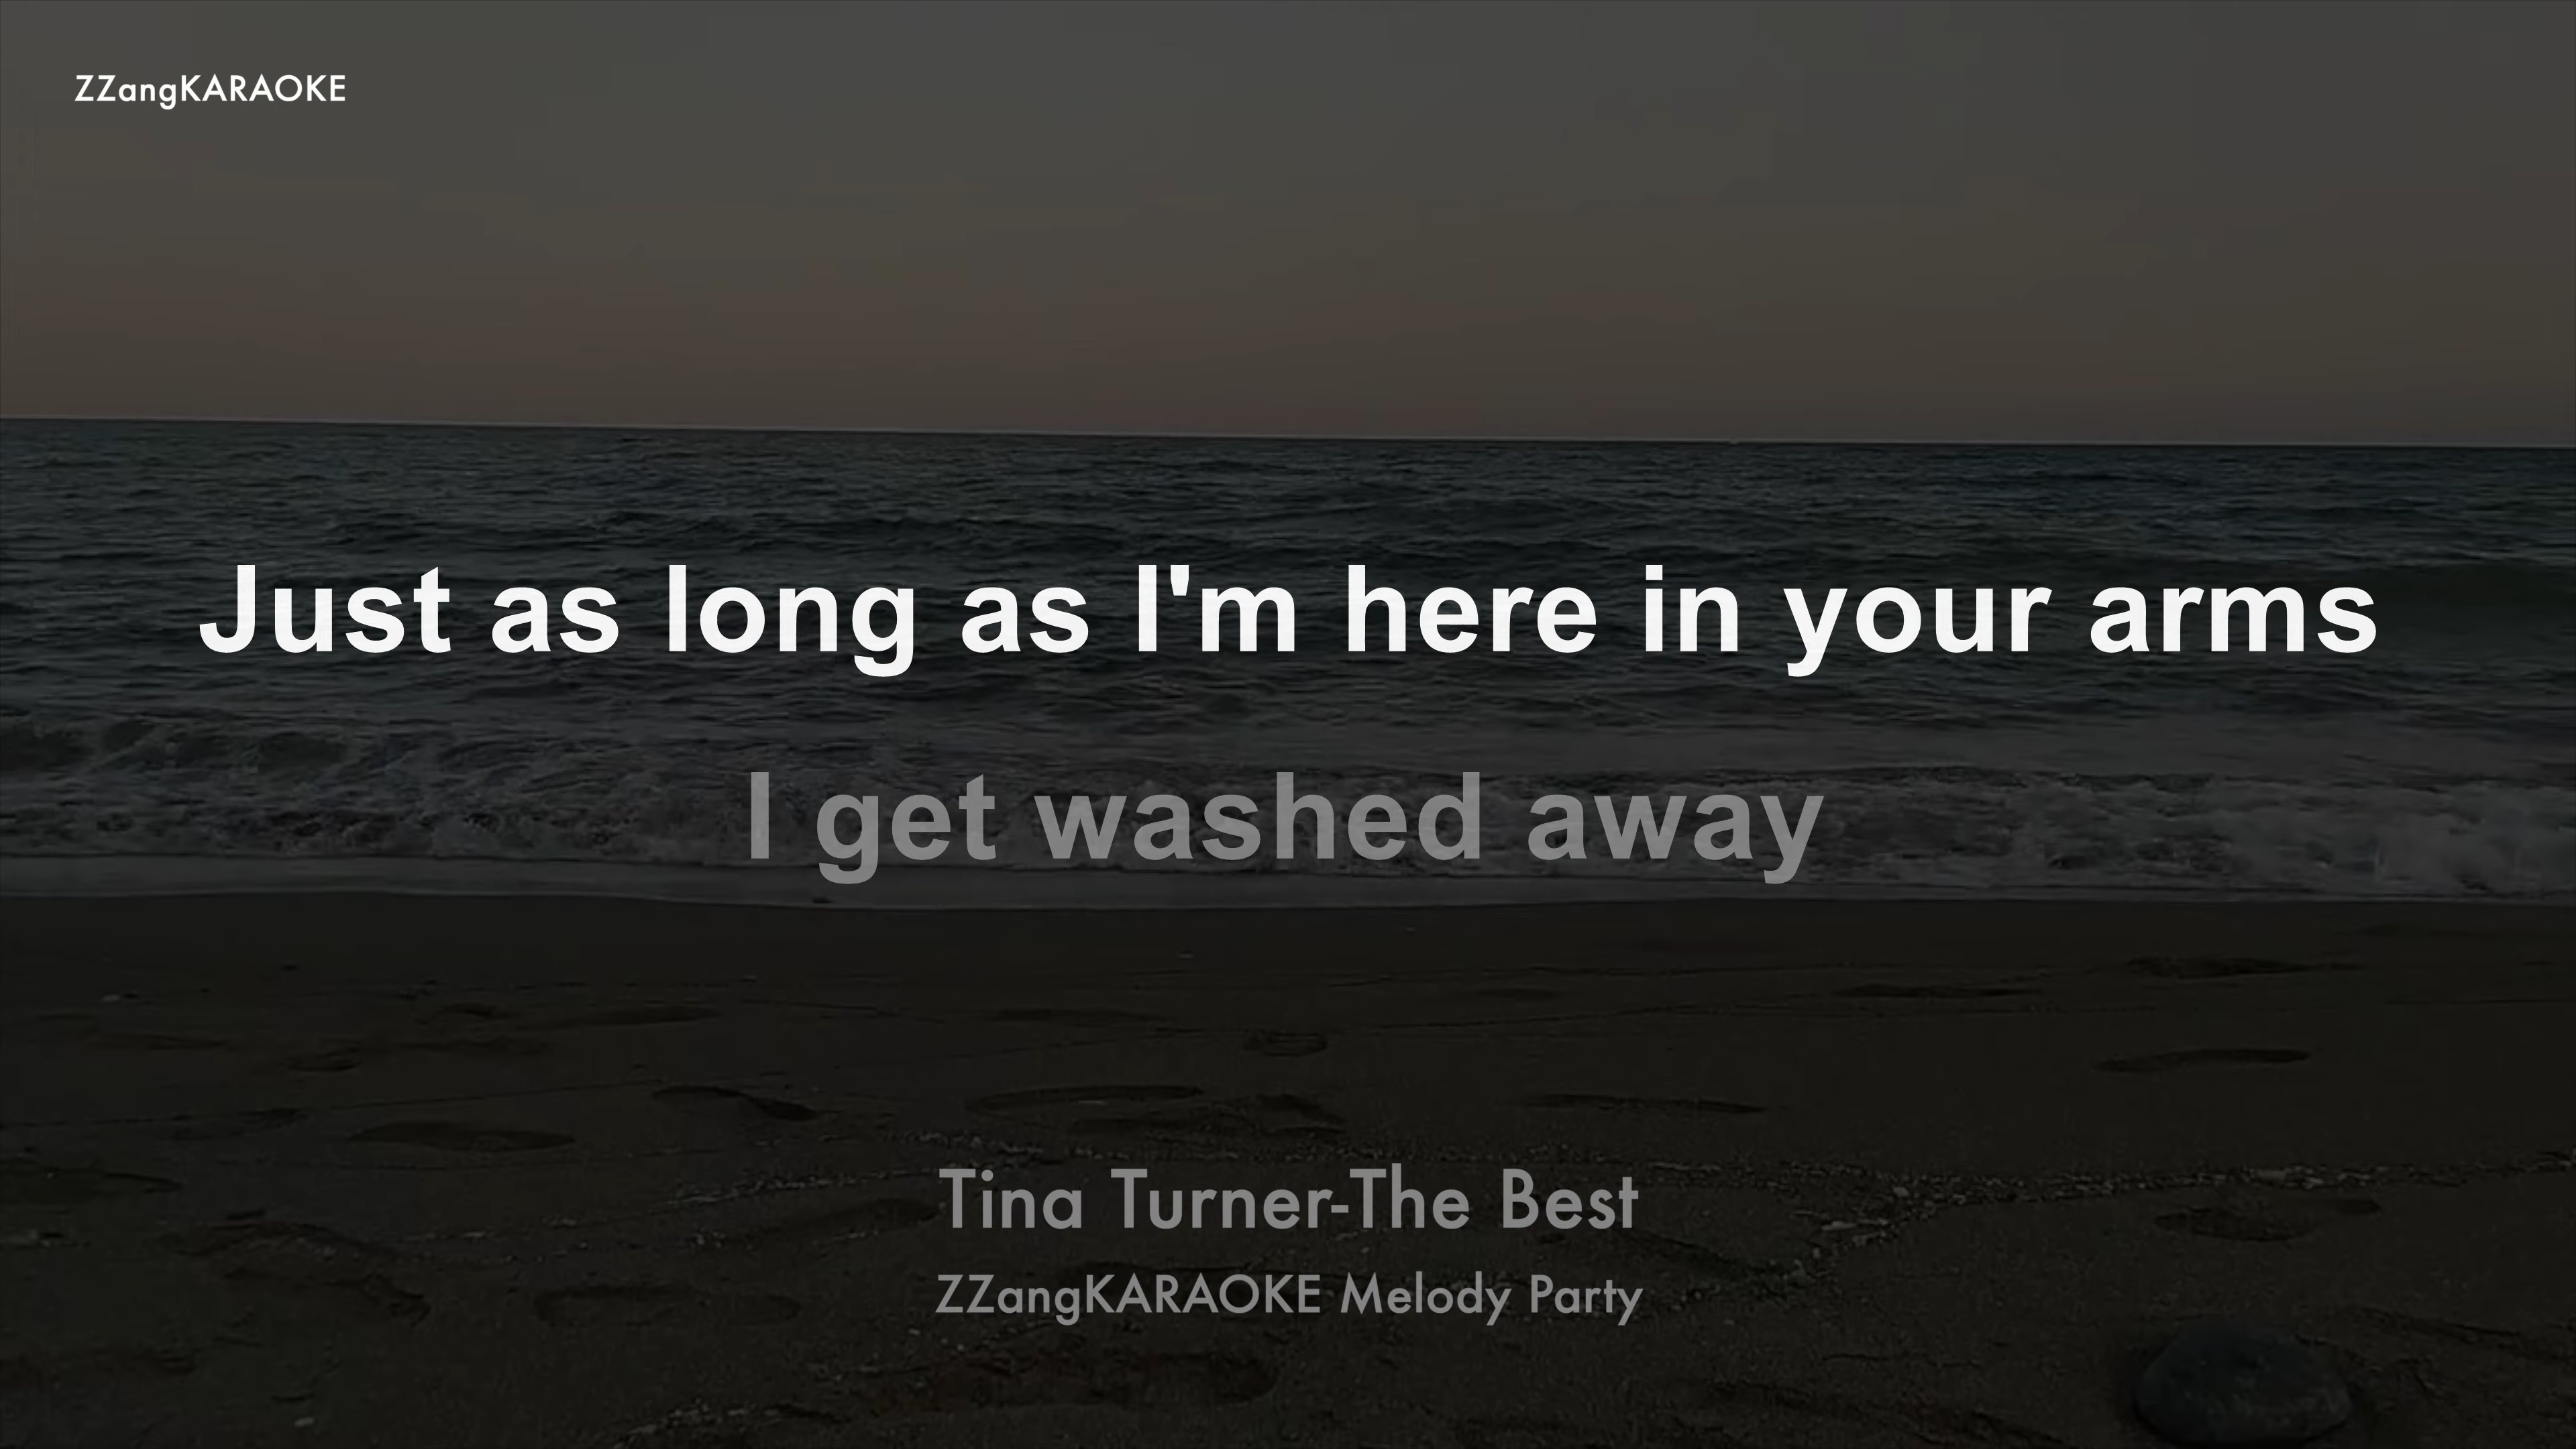 ZZangKARAOKE
Just as long as I'm here in your arms
I get washed away
Tina Turner-The Best
ZZangKARAOKE Melody Party